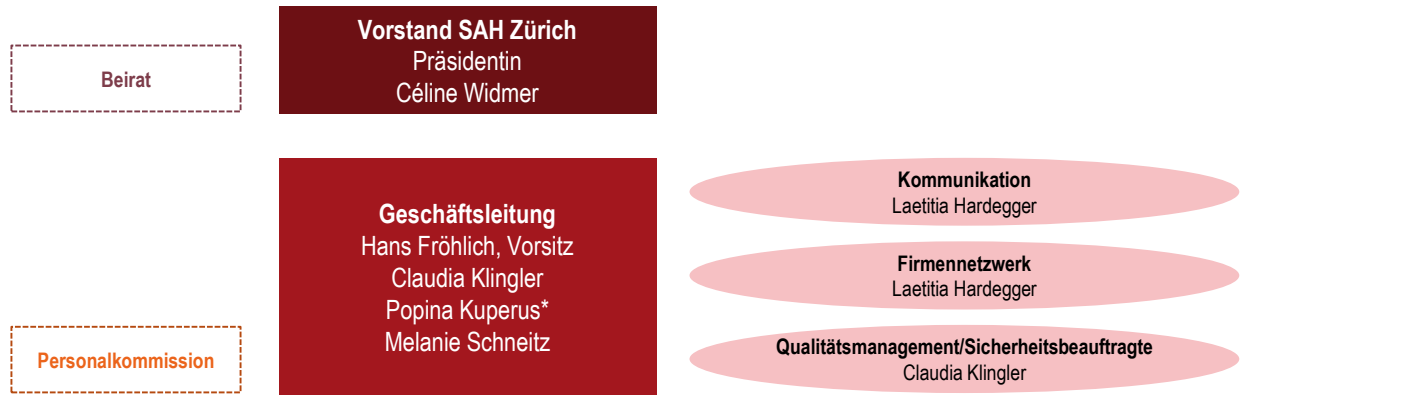 Beirat
Vorstand SAH Zürich
Präsidentin
Céline Widmer
Geschäftsleitung
Hans Fröhlich, Vorsitz
Claudia Klingler
Popina Kuperus*
Melanie Schneitz
Kommunikation
Laetitia Hardegger
Firmennetzwerk
Laetitia Hardegger
Qualitätsmanagement/Sicherheitsbeauftragte
Claudia Klingler
Personalkommission